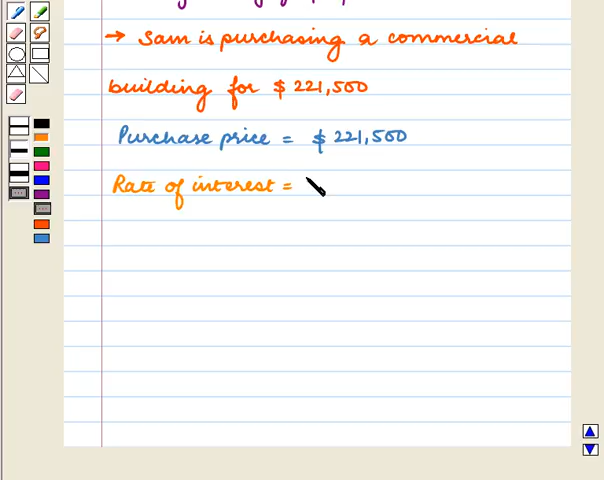 → Sam is purchasing a commercial
building for $ 221,500
Purchase price = $ 221,500
Rate of interest =